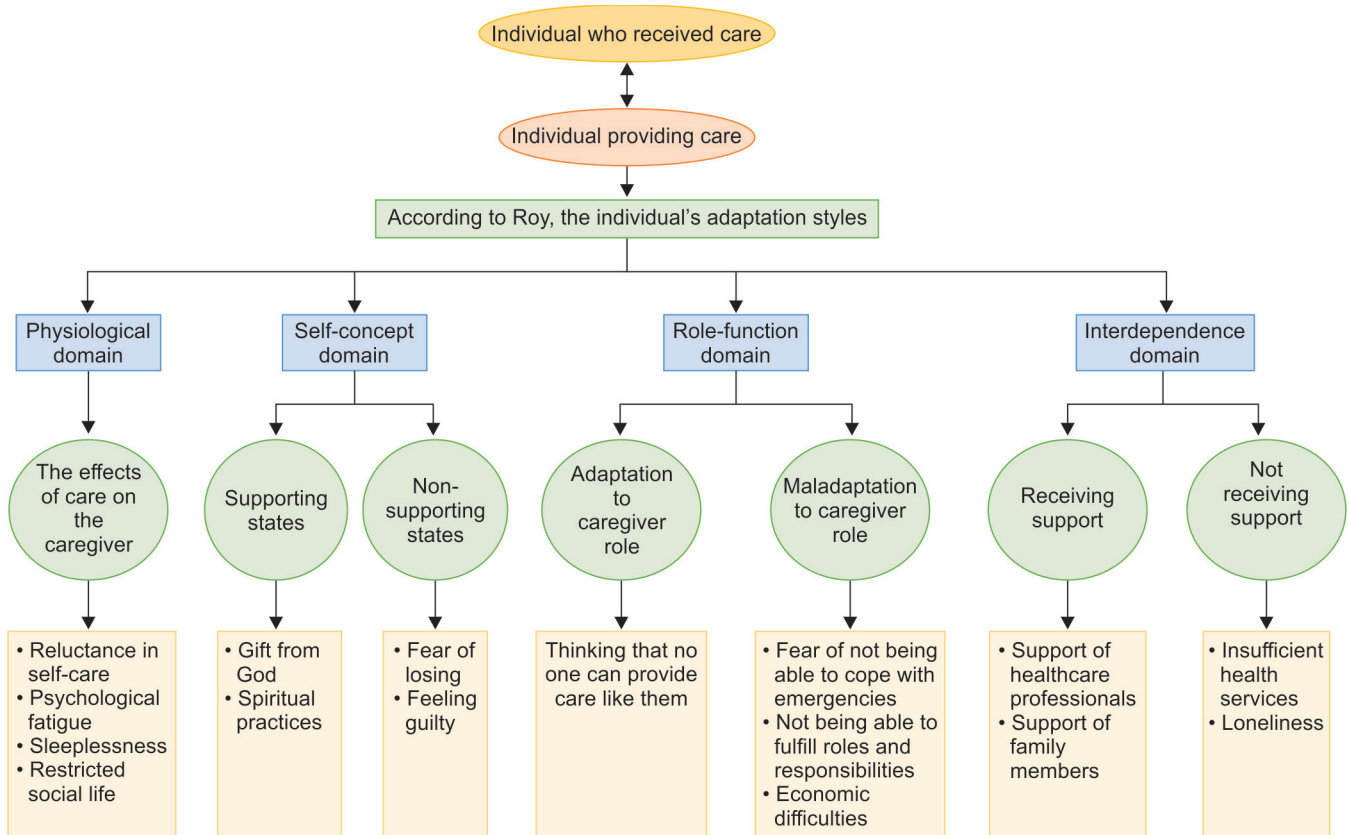 Individual who received care
Individual providing care
According to Roy, the individual's adaptation styles
Physiological
domain
Self-concept
domain
Role-function
domain
Interdependence
domain
The effects
of care on
the
caregiver
Supporting
states
Non-
supporting
states
Adaptation
to
caregiver
role
Maladaptation
to caregiver
role
Receiving
support
Not
receiving
support
• Reluctance in
self-care
• Psychological
fatigue
• Sleeplessness
• Restricted
social life
• Gift from
God
• Spiritual
practices
• Fear of
losing
• Feeling
guilty
Thinking that no
one can provide
care like them
• Fear of not being
able to cope with
emergencies
• Not being able to
fulfill roles and
responsibilities
• Economic
difficulties
• Support of
healthcare
professionals
• Support of
family
members
• Insufficient
health
services
• Loneliness